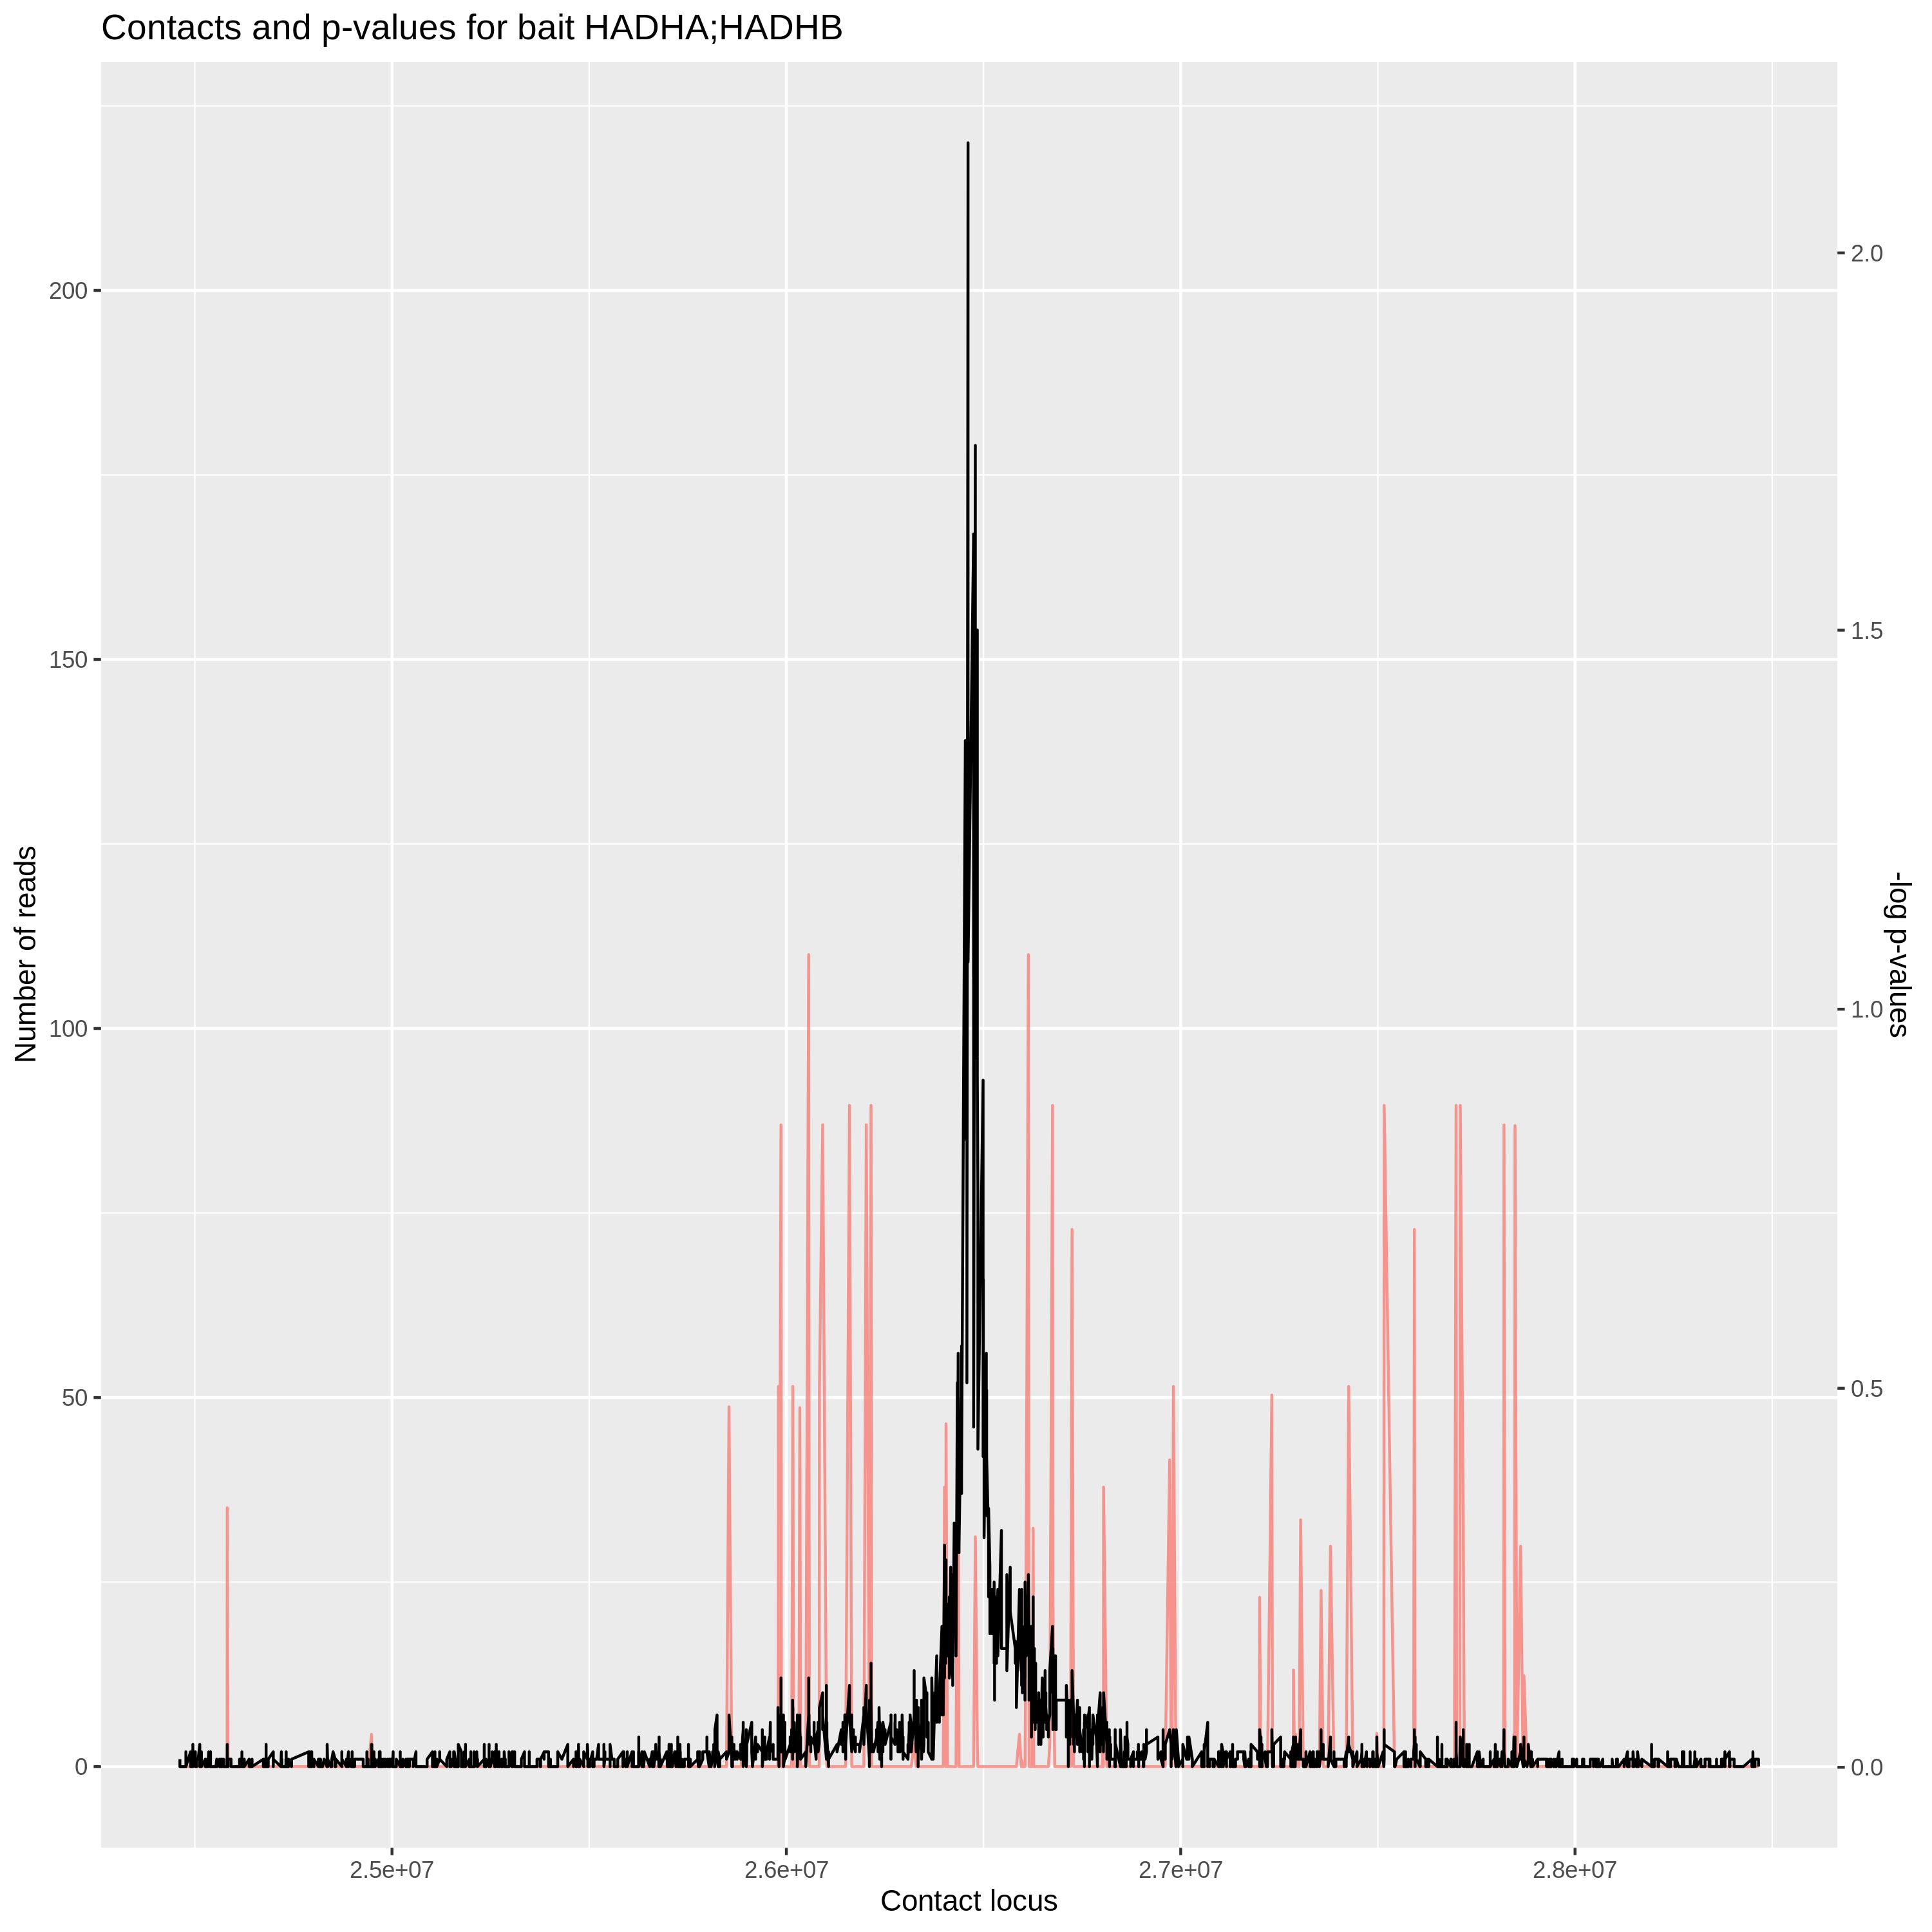 Contacts and p-values for bait HADHA;HADHB
Number of reads
200
150
100
50
0
2.0
1.5
1.0
0.5
0.0
-log p-values
2.5e+07
2.6e+07
2.7e+07
2.8e+07
Contact locus